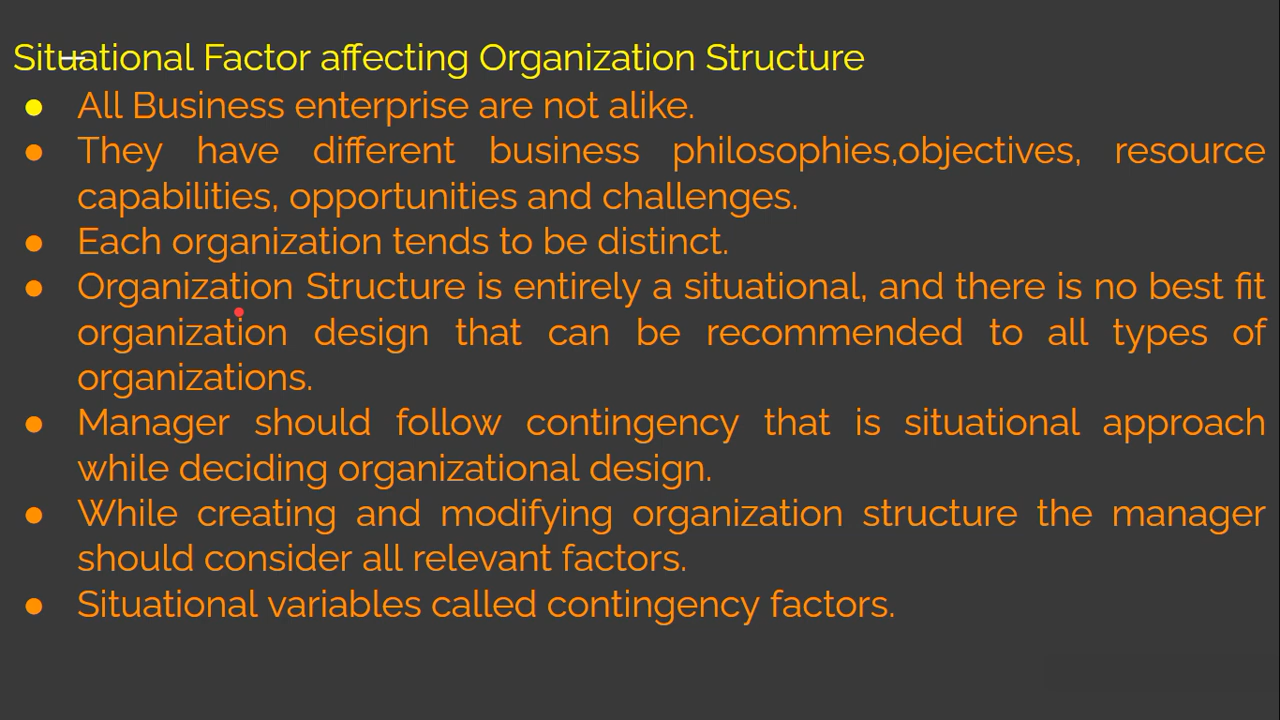 Situational Factor affecting Organization Structure
● All Business enterprise are not alike.
● They have different business philosophies,objectives, resource
capabilities, opportunities and challenges.
● Each organization tends to be distinct.
● Organization Structure is entirely a situational, and there is no best fit
organization design that can be recommended to all types of
organizations.
● Manager should follow contingency that is situational approach
while deciding organizational design.
● While creating and modifying organization structure the manager
should consider all relevant factors.
● Situational variables called contingency factors.